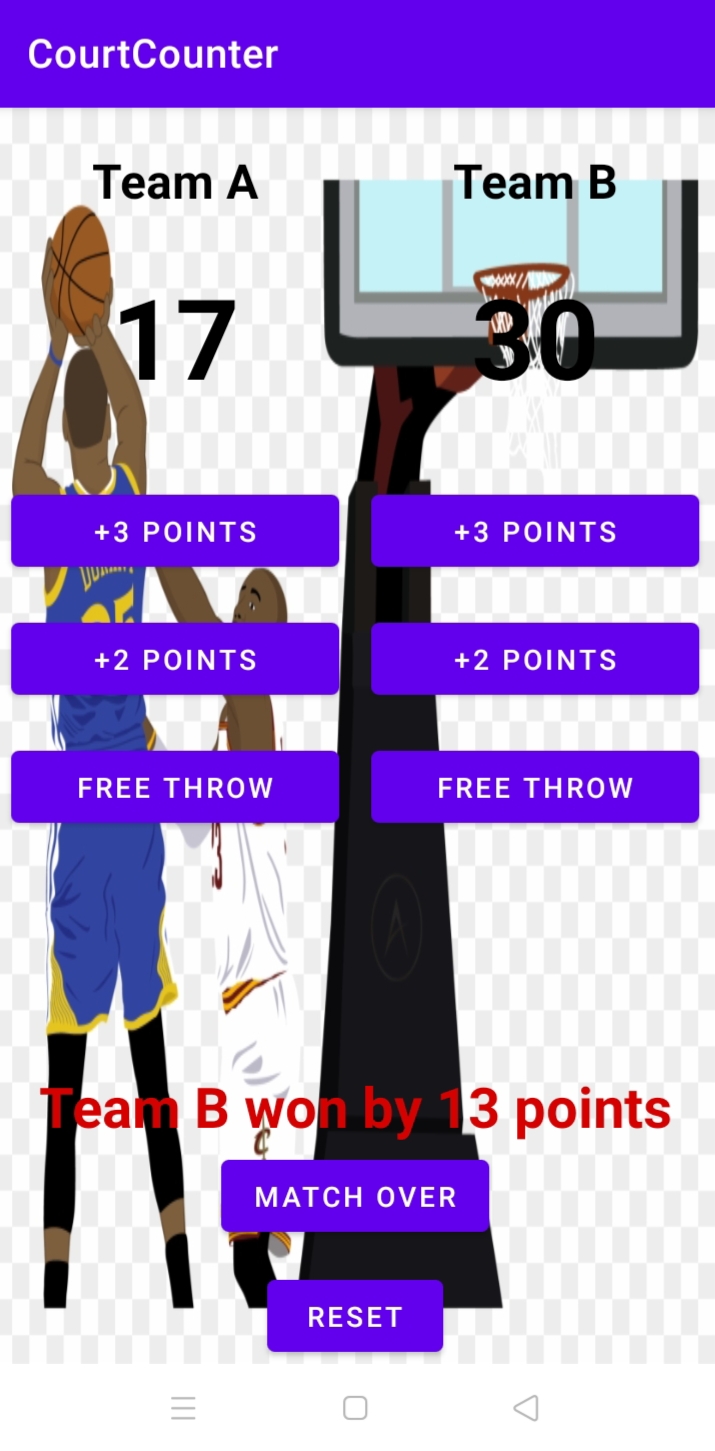 CourtCounter
Team A
Team B
17
30
+3 POINTS
+3 POINTS
+2 POINTS
+2 POINTS
FREE THROW
FREE THROW
Team B won by 13 points
MATCH OVER
RESET